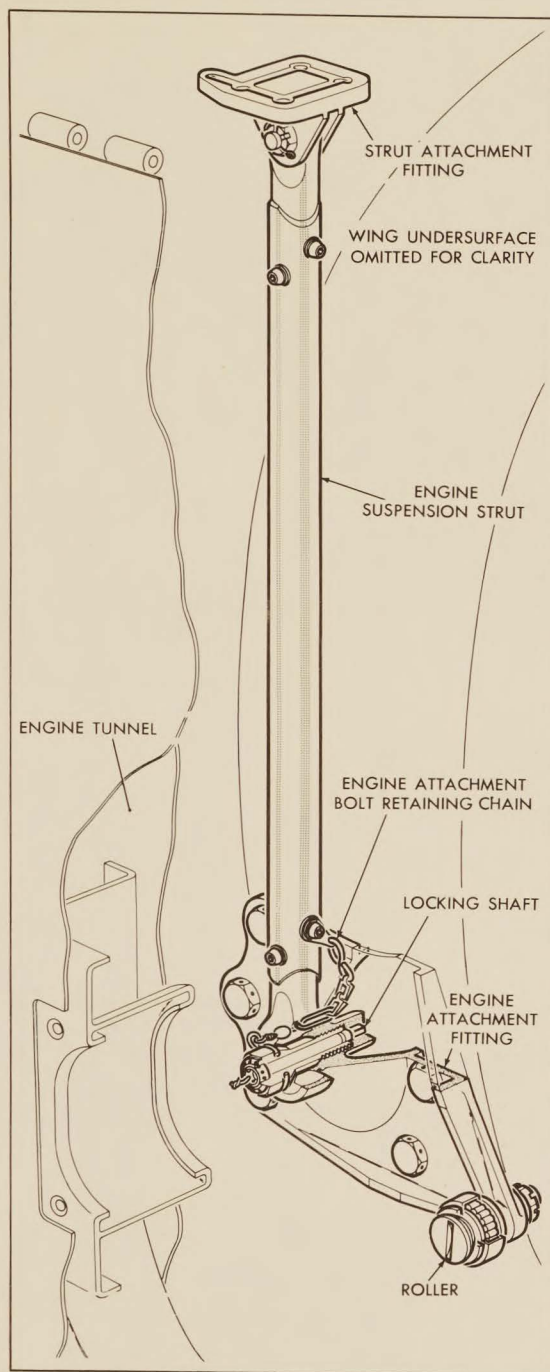 STRUT ATTACHMENT
FITTING
WING UNDERSURFACE
OMITTED FOR CLARITY
ENGINE
SUSPENSION STRUT
ENGINE TUNNEL
ENGINE ATTACHMENT
BOLT RETAINING CHAIN
LOCKING SHAFT
ENGINE
ATTACHMENT
FITTING
ROLLER